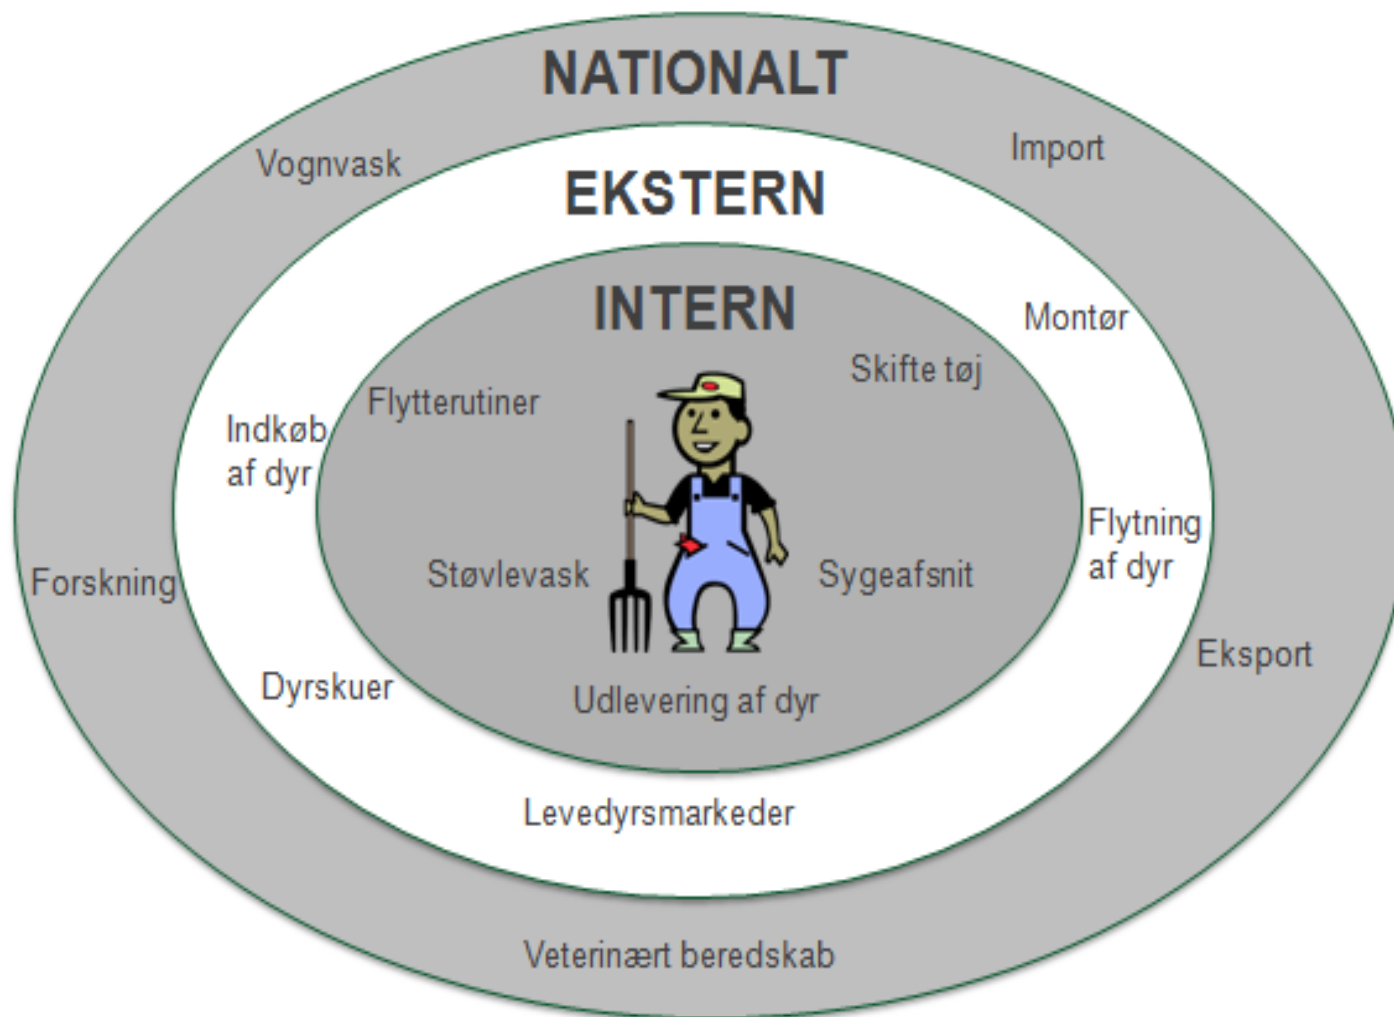 NATIONALT
Vognvask
Import
EKSTERN
INTERN
Montør
Skifte tøj
Flytterutiner
Indkøb
af dyr
Flytning
af dyr
Støvlevask
Sygeafsnit
Forskning
Eksport
Dyrskuer
Udlevering af dyr
Levedyrsmarkeder
Veterinært beredskab